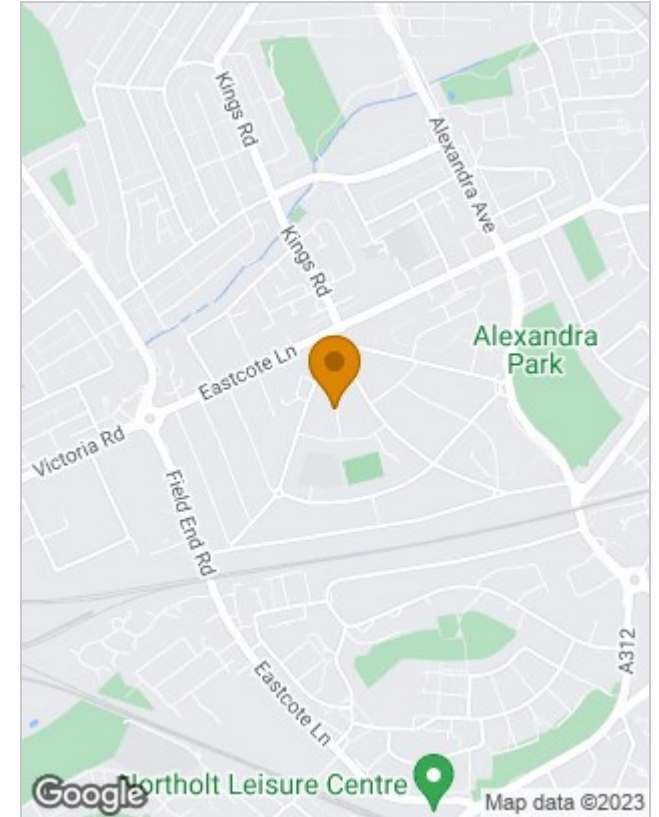 Kings Rd
Alexandra Ave
Kings Rd
Alexandra
Park
Eastcote Ln
Victoria Rd
Field End Rd
A312
Eastcote Ln
Northolt Leisure Centre
Google
Map data ©2023